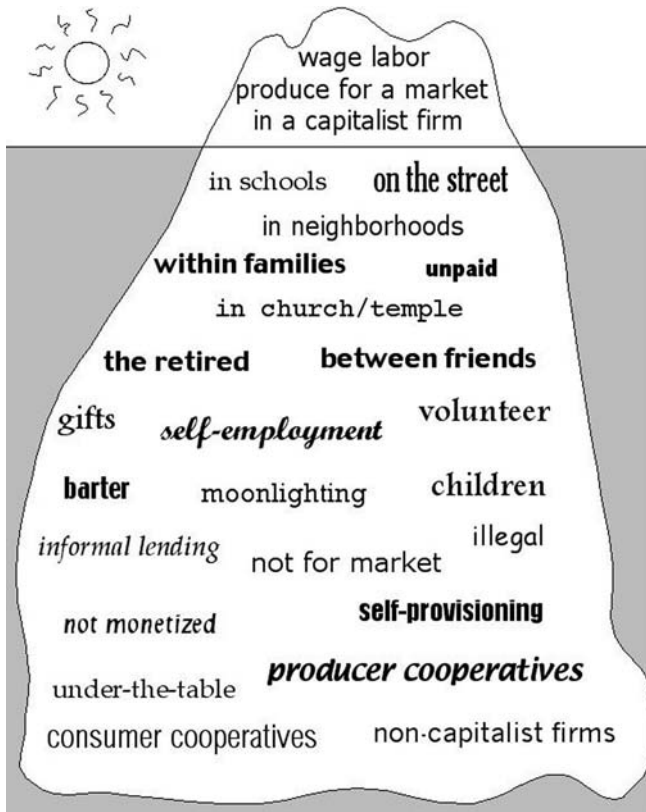 wage labor
produce for a market
in a capitalist firm
in schools on the street
in neighborhoods
within families unpaid
in church/temple
the retired between friends
gifts self-employment volunteer
barter moonlighting children
informal lending not for market illegal
not monetized self-provisioning
under-the-table producer cooperatives
consumer cooperatives non-capitalist firms